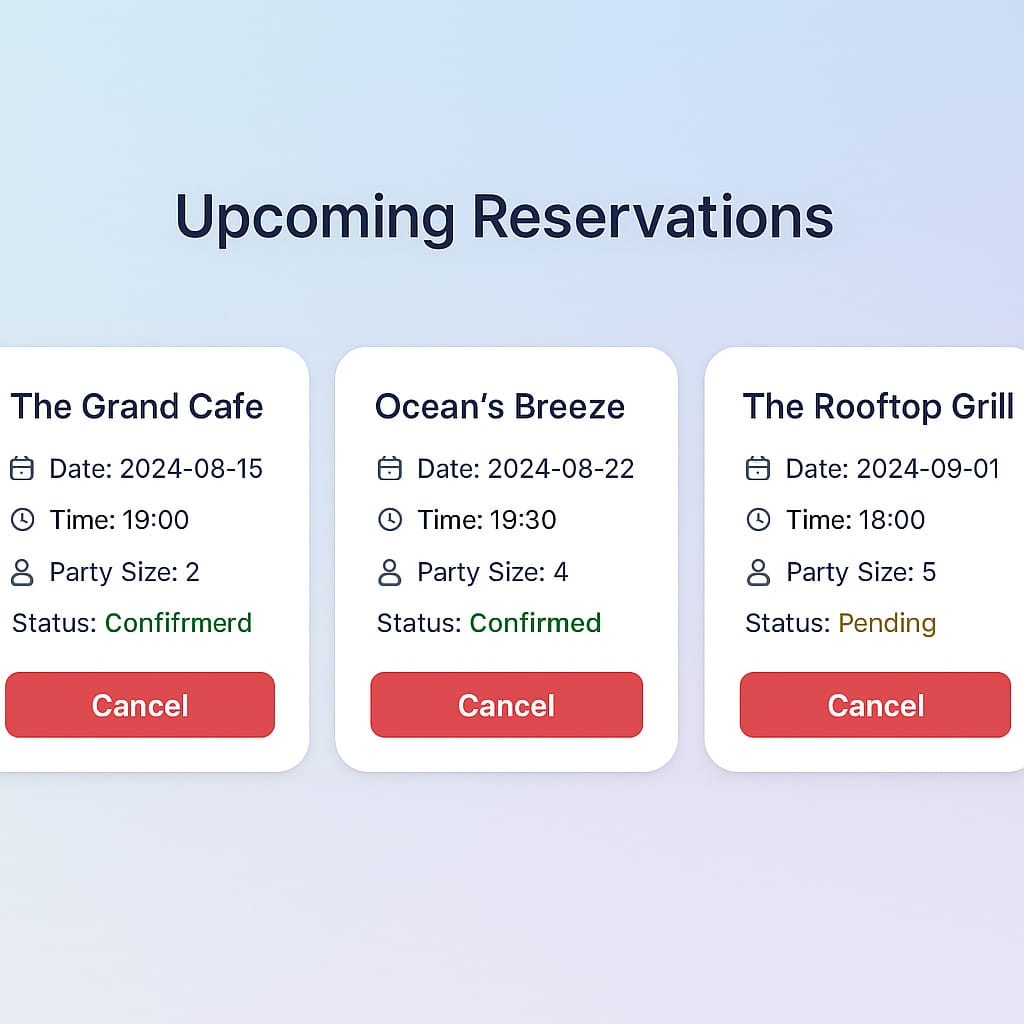 Upcoming Reservations
The Grand Cafe
Date: 2024-08-15
Time: 19:00
Party Size: 2
Status: Confifrmerd
Cancel
Ocean‘s Breeze
Date: 2024-08-22
Time: 19:30
Party Size: 4
Status: Confirmed
Cancel
The Rooftop Grill
Date: 2024-09-01
Time: 18:00
Party Size: 5
Status: Pending
Cancel